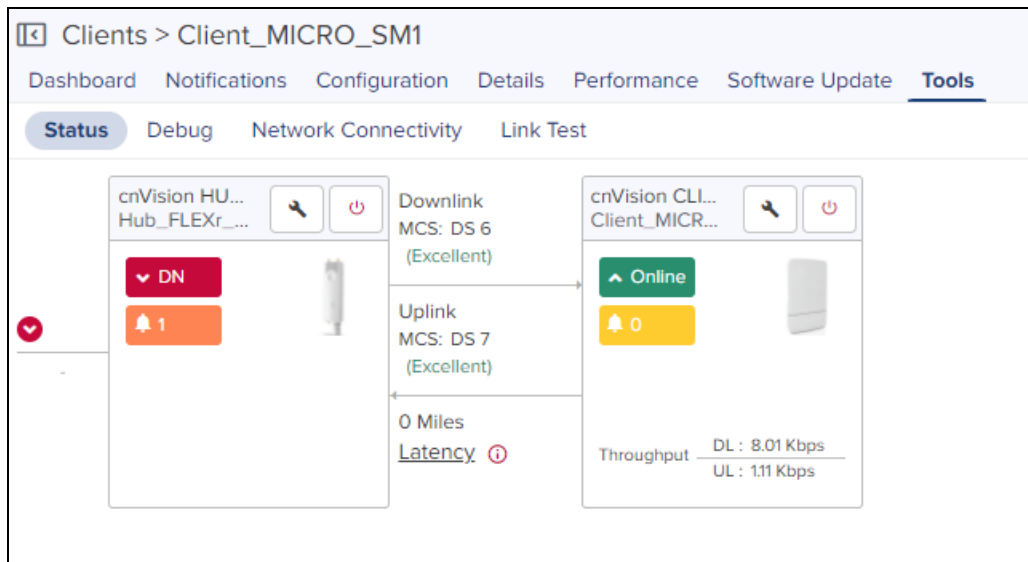 Clients > Client_MICRO_SM1
Dashboard Notifications Configuration Details Performance Software Update Tools
Status Debug Network Connectivity Link Test
cnVision HU...
Hub_FLEXr_...
DN
1
Downlink
MCS: DS 6
(Excellent)
Uplink
MCS: DS 7
(Excellent)
0 Miles
Latency
cnVision CLI...
Client_MICR...
Online
0
Throughput
DL : 8.01 Kbps
UL : 1.11 Kbps
-